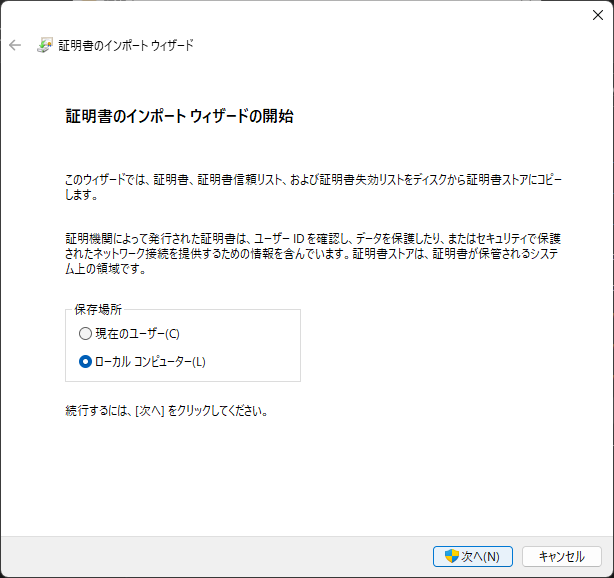 証明書のインポート ウィザード
証明書のインポート ウィザードの開始
このウィザードでは、証明書、証明書信頼リスト、および証明書失効リストをディスクから証明書ストアにコピー
します。
証明機関によって発行された証明書は、ユーザー ID を確認し、データを保護したり、またはセキュリティで保護
されたネットワーク接続を提供するための情報を含んでいます。証明書ストアは、証明書が保管されるシステ
ム上の領域です。
保存場所
現在のユーザー(C)
ローカル コンピューター(L)
続行するには、[次へ] をクリックしてください。
次へ(N)
キャンセル